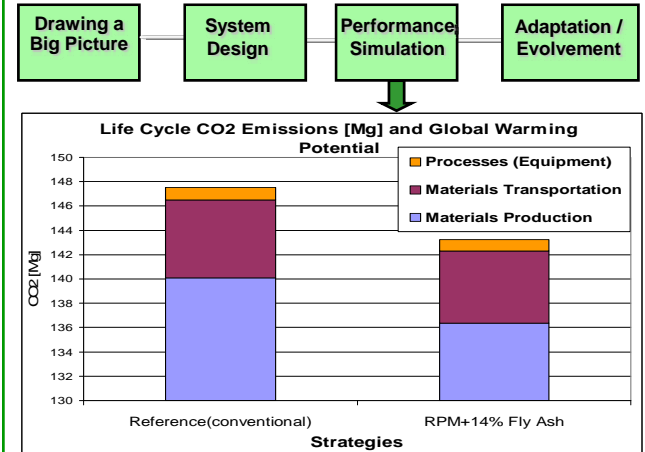 Drawing a
Big Picture
System
Design
Performance
Simulation
Adaptation /
Evolvement
Life Cycle CO2 Emissions [Mg] and Global Warming
Potential
Processes (Equipment)
Materials Transportation
Materials Production
150
148
146
144
142
140
138
136
134
132
130
CO2 [Mg]
Reference(conventional)
RPM+14% Fly Ash
Strategies